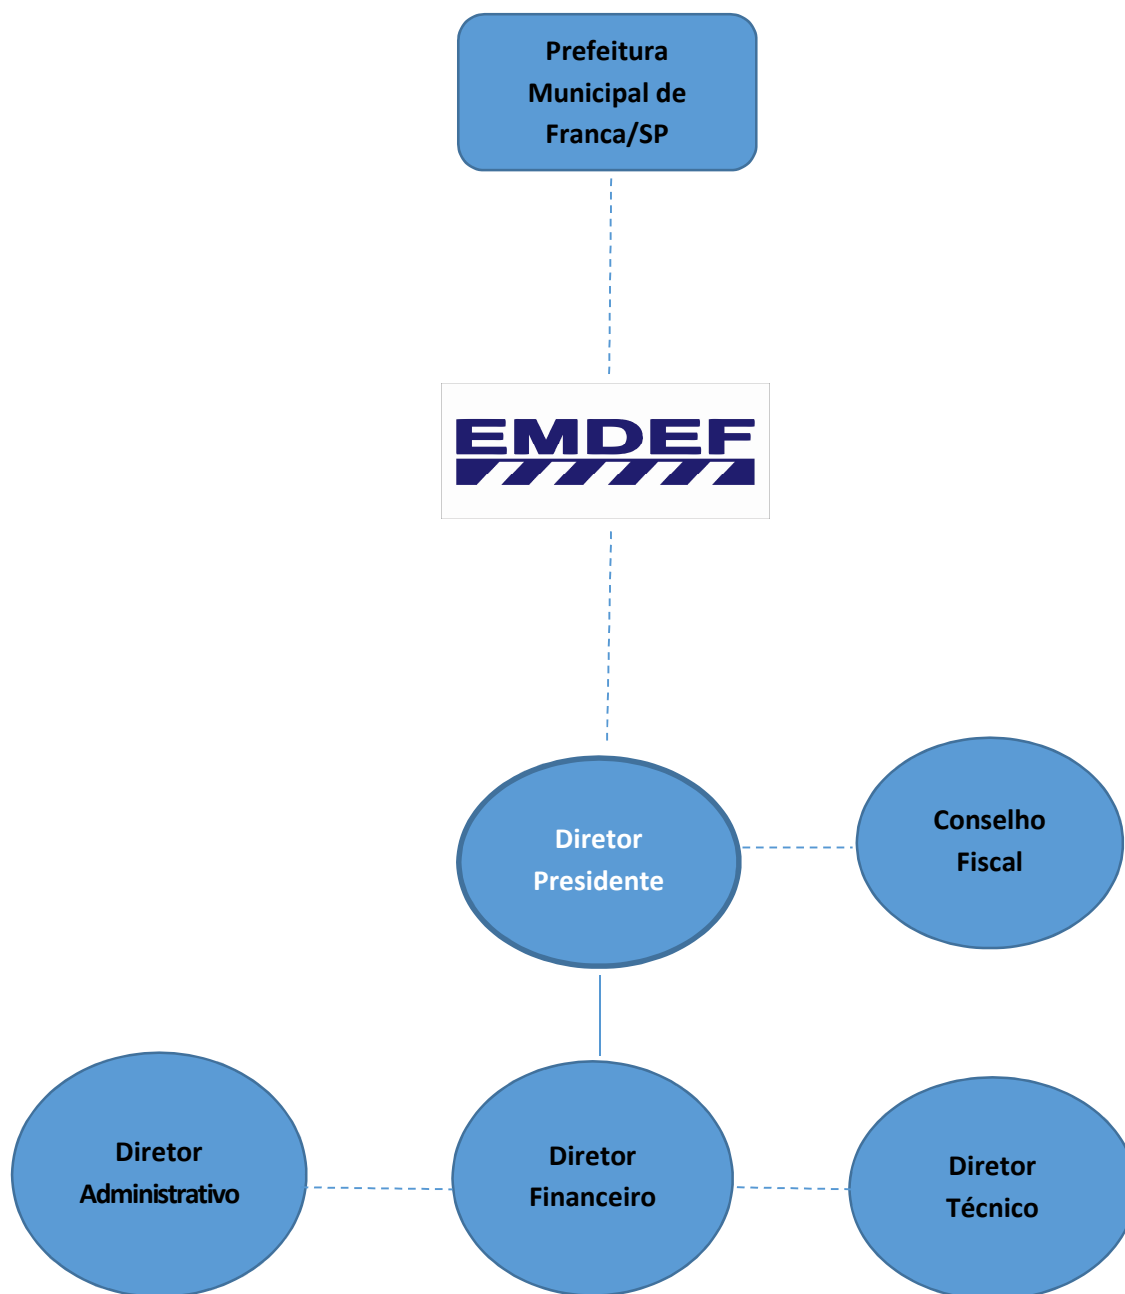 Prefeitura
Municipal de
Franca/SP
EMDEF
Diretor
Presidente
Conselho
Fiscal
Diretor
Administrativo
Diretor
Financeiro
Diretor
Técnico